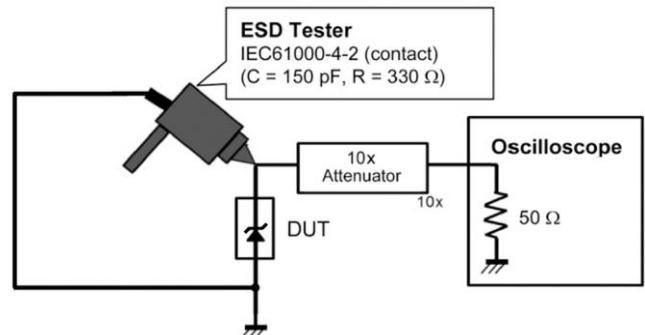 ESD Tester
IEC61000-4-2 (contact)
(C = 150 pF, R = 330 Ω)
10x
Attenuator
10x
Oscilloscope
50 Ω
DUT